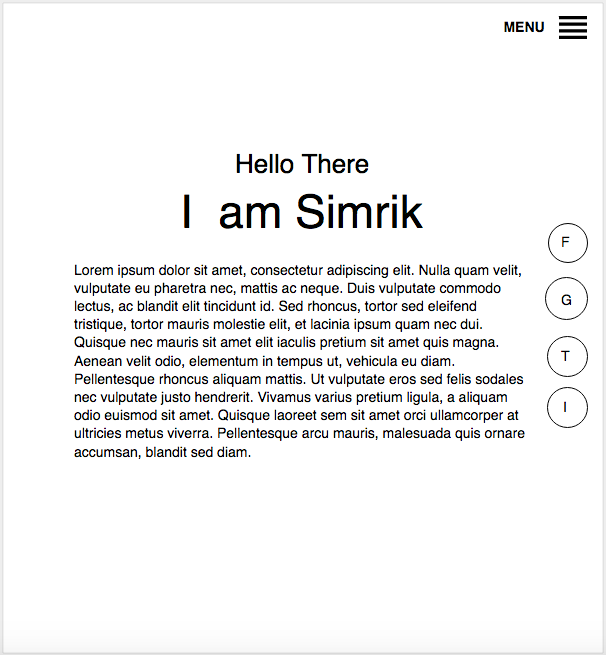 MENU
Hello There
I  am Simrik
Lorem ipsum dolor sit amet, consectetur adipiscing elit. Nulla quam velit,
vulputate eu pharetra nec, mattis ac neque. Duis vulputate commodo
lectus, ac blandit elit tincidunt id. Sed rhoncus, tortor sed eleifend
tristique, tortor mauris molestie elit, et lacinia ipsum quam nec dui.
Quisque nec mauris sit amet elit iaculis pretium sit amet quis magna.
Aenean velit odio, elementum in tempus ut, vehicula eu diam.
Pellentesque rhoncus aliquam mattis. Ut vulputate eros sed felis sodales
nec vulputate justo hendrerit. Vivamus varius pretium ligula, a aliquam
odio euismod sit amet. Quisque laoreet sem sit amet orci ullamcorper at
ultricies metus viverra. Pellentesque arcu mauris, malesuada quis ornare
accumsan, blandit sed diam.
F
G
T
I